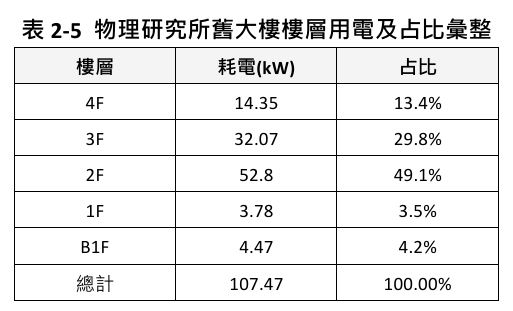 表 2-5 物理研究所舊大樓樓層用電及占比彙整
樓層 耗電(kW) 占比
4F 14.35 13.4%
3F 32.07 29.8%
2F 52.8 49.1%
1F 3.78 3.5%
B1F 4.47 4.2%
總計 107.47 100.00%